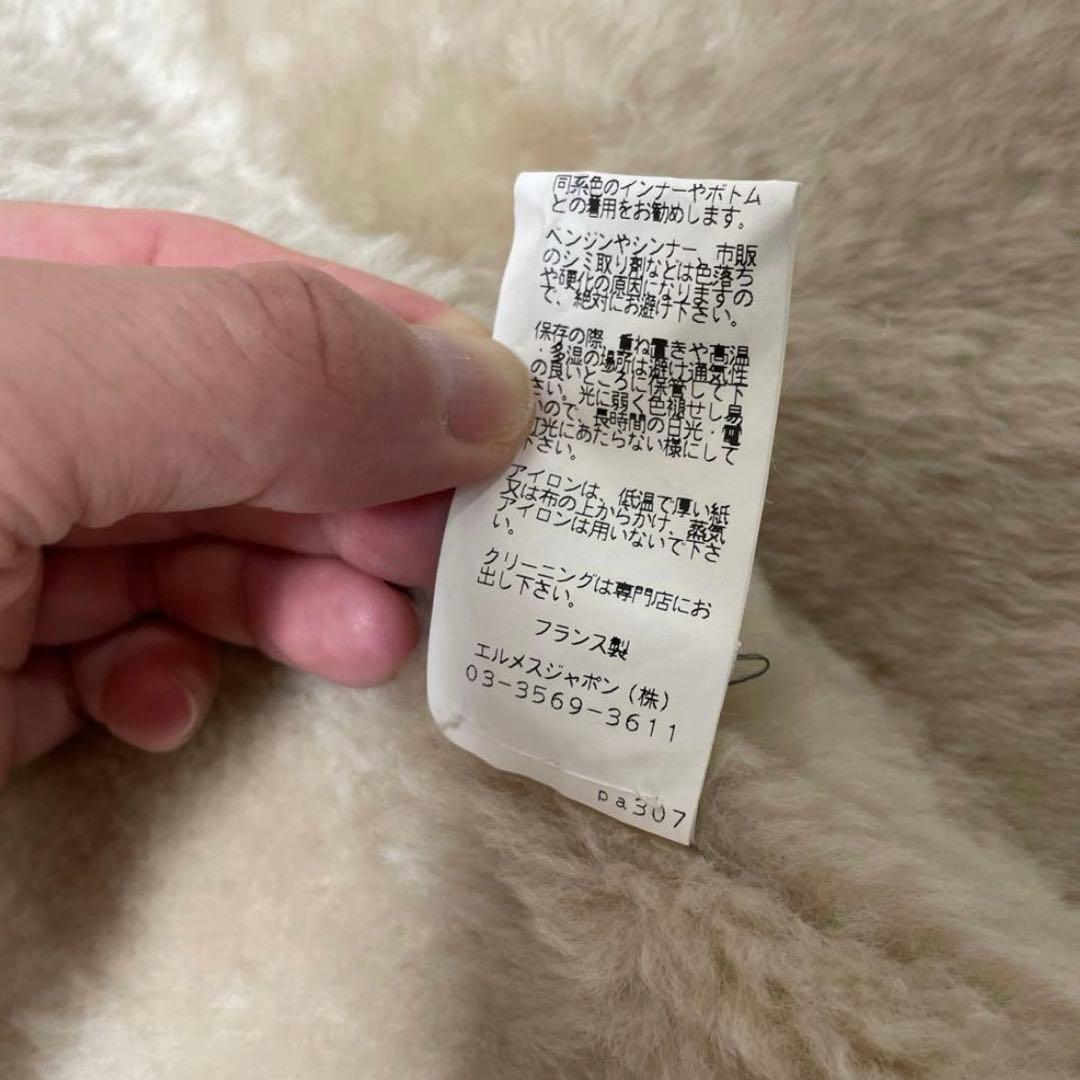 同系色のインナーやボトム
との着用をお勧めします。
ベンジンやシンナー、市販
のシミ取り剤などは色落ち
や硬化の原因になりますの
で、絶対にお避け下さい。
保存の際、重ね置きや高温
・多湿の場所は避け通気性
の良いところに保管して下
さい。光に弱く色褪せし易
いので、長時間の日光・電
灯光にあたらない様にして
下さい。
アイロンは、低温で厚い紙
又は布の上からかけ、蒸気
アイロンは用いないで下さ
い。
クリーニングは専門店にお
出し下さい。
フランス製
エルメスジャポン(株)
03-3569-3611
pa307